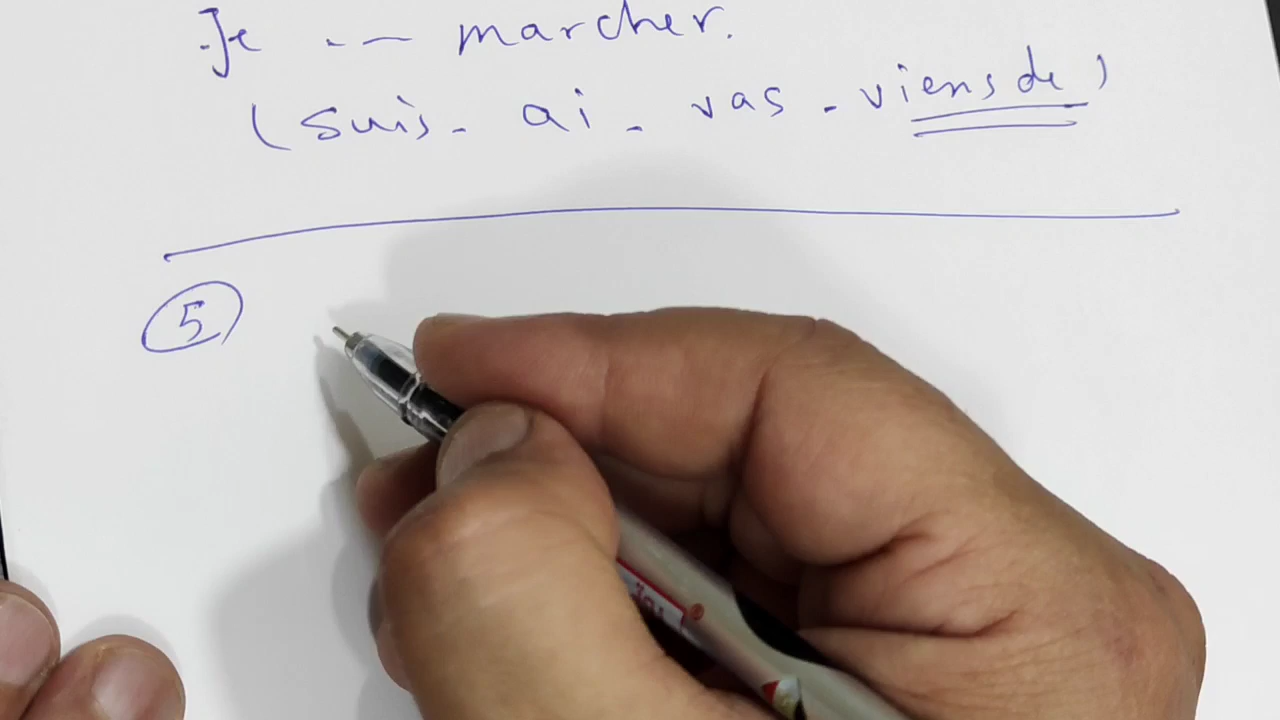 Je --- marcher.
(suis - ai - vas - viens de)
5